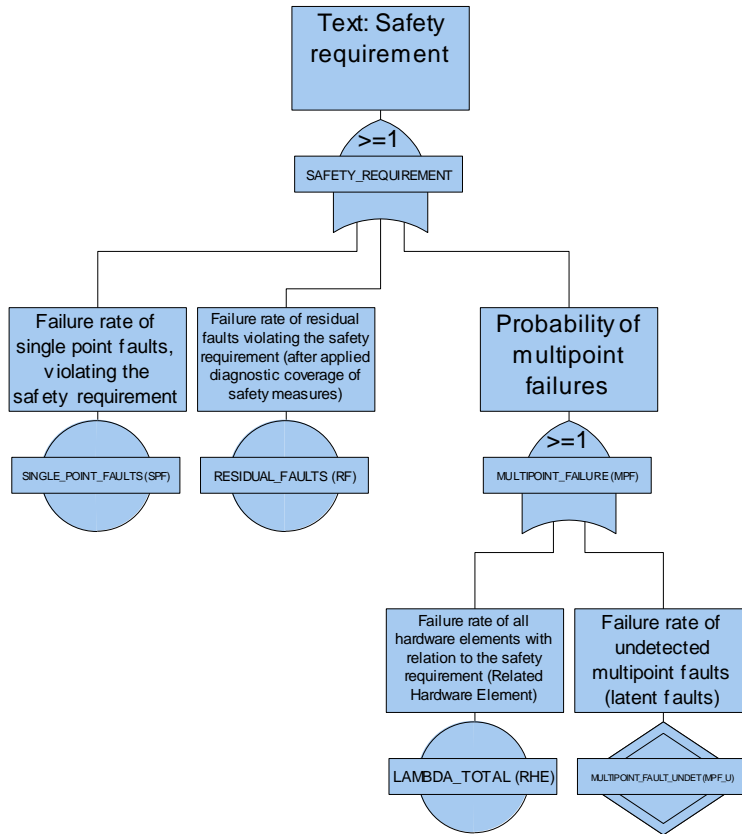 Text: Safety
requirement
>=1
SAFETY_REQUIREMENT
Failure rate of
single point faults,
violating the
safety requirement
SINGLE_POINT_FAULTS (SPF)
Failure rate of residual
faults violating the safety
requirement (after applied
diagnostic coverage of
safety measures)
RESIDUAL_FAULTS (RF)
Probability of
multipoint
failures
>=1
MULTIPOINT_FAILURE (MPF)
Failure rate of all
hardware elements with
relation to the safety
requirement (Related
Hardware Element)
LAMBDA_TOTAL (RHE)
Failure rate of
undetected
multipoint faults
(latent faults)
MULTIPOINT_FAULT_UNDET (MPF_U)